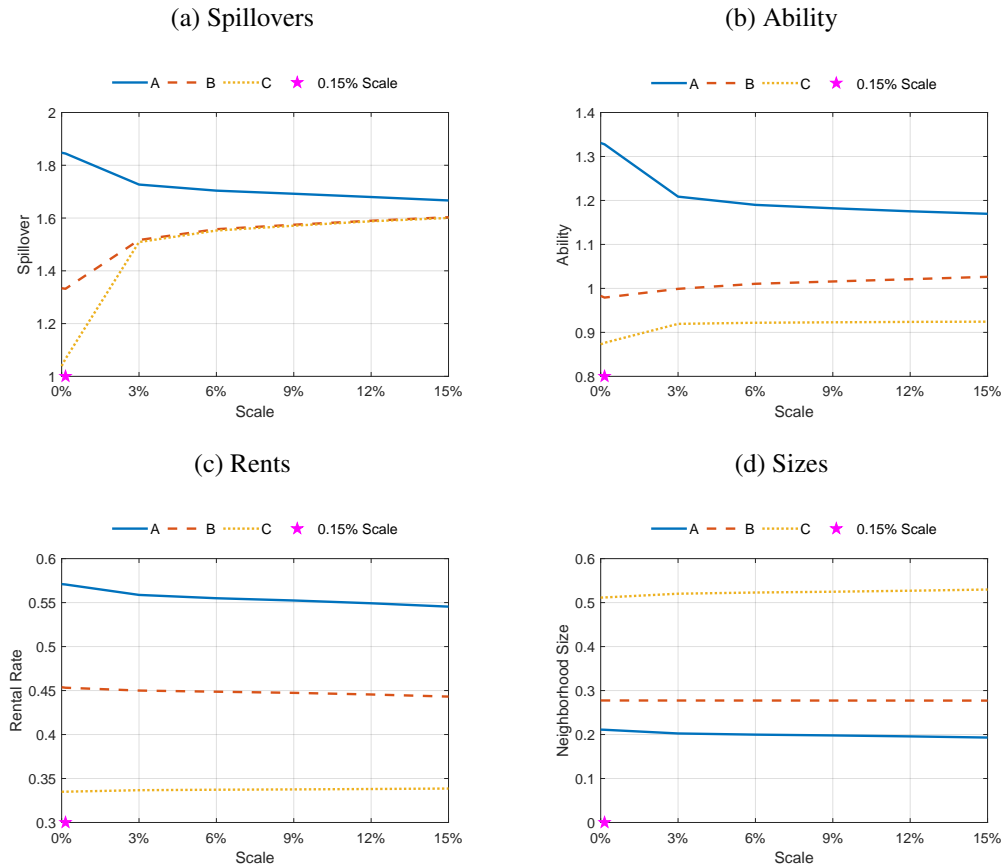 (a) Spillovers
A B C 0.15% Scale
2
1.8
1.6
1.4
1.2
1
Spillover
0% 3% 6% 9% 12% 15%
Scale
(b) Ability
A B C 0.15% Scale
1.4
1.3
1.2
1.1
1
0.9
0.8
Ability
0% 3% 6% 9% 12% 15%
Scale
(c) Rents
A B C 0.15% Scale
0.6
0.55
0.5
0.45
0.4
0.35
0.3
Rental Rate
0% 3% 6% 9% 12% 15%
Scale
(d) Sizes
A B C 0.15% Scale
0.6
0.5
0.4
0.3
0.2
0.1
0
Neighborhood Size
0% 3% 6% 9% 12% 15%
Scale